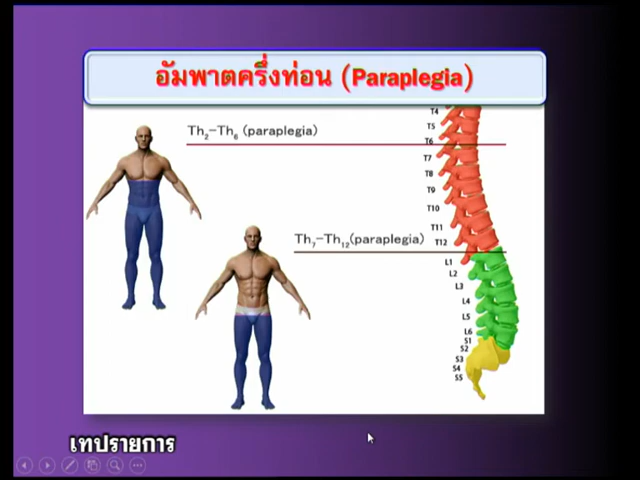 อัมพาตครึ่งท่อน (Paraplegia)
Th2-Th6 (paraplegia)
Th7-Th12(paraplegia)
T4
T5
T6
T7
T8
T9
T10
T11
T12
L1
L2
L3
L4
L5
L6
S1
S2
S3
S4
S5
เทปรายการ